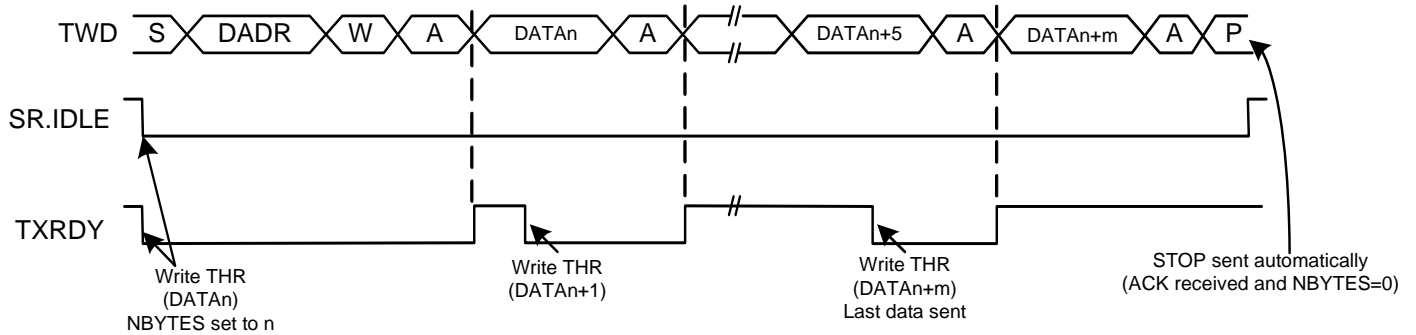 TWD S DADR W A DATAn A DATAn+5 A DATAn+m A P
SR.IDLE
TXRDY
Write THR
(DATAn)
NBYTES set to n
Write THR
(DATAn+1)
Write THR
(DATAn+m)
Last data sent
STOP sent automatically
(ACK received and NBYTES=0)